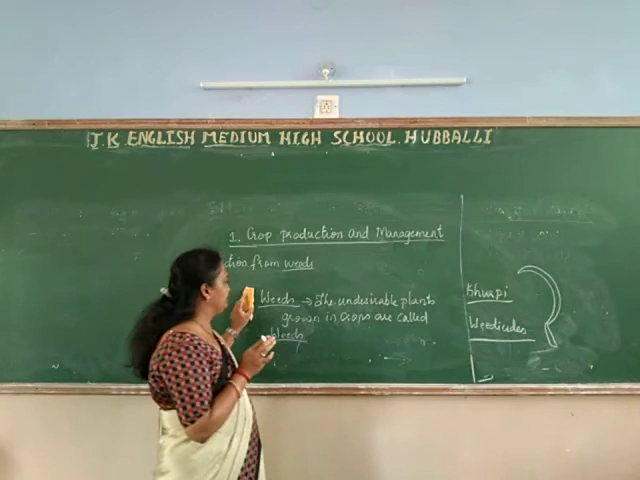 J.K. ENGLISH MEDIUM HIGH SCHOOL. HUBBALLI
1. Crop production and Management
ction from weeds
Weeds → The undesirable plants
grown in crops are called
Weeds
Khurpi
Weedicides